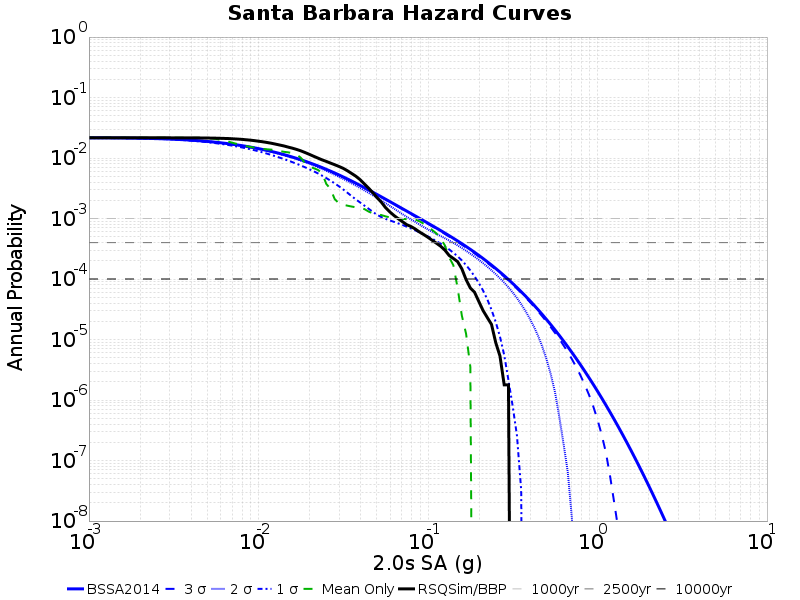 Santa Barbara Hazard Curves
10^0
10^-1
10^-2
10^-3
10^-4
10^-5
10^-6
10^-7
10^-8
Annual Probability
10^-3 10^-2 10^-1 10^0 10^1
2.0s SA (g)
BSSA2014 3 σ 2 σ 1 σ Mean Only RSQSim/BBP 1000yr 2500yr 10000yr